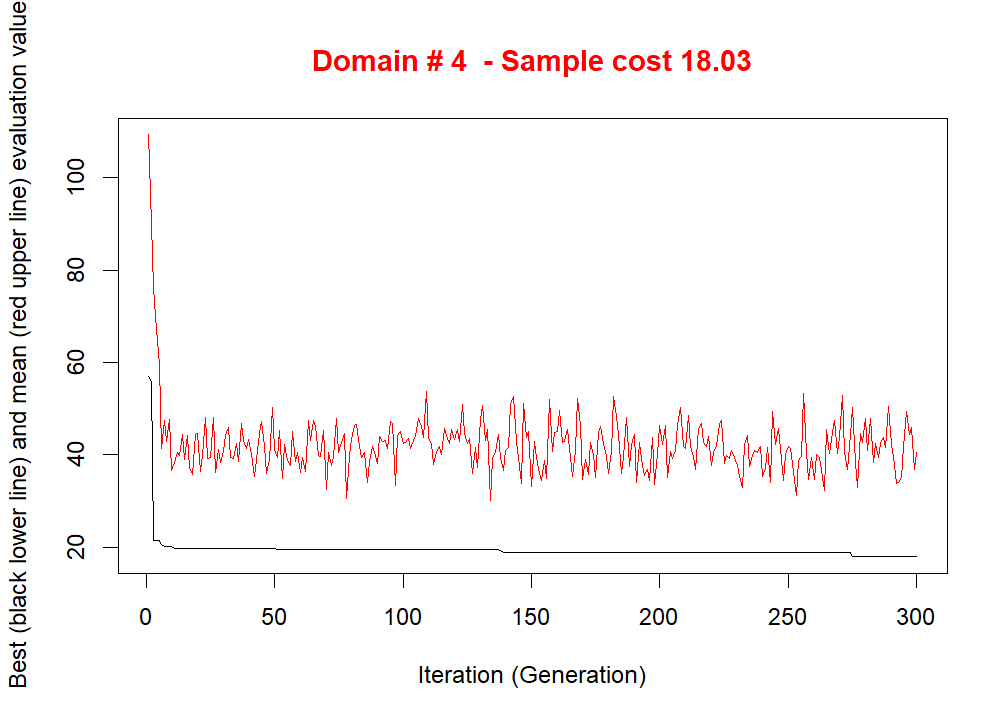 Domain # 4  - Sample cost 18.03
Best (black lower line) and mean (red upper line) evaluation value
100
80
60
40
20
0 50 100 150 200 250 300
Iteration (Generation)